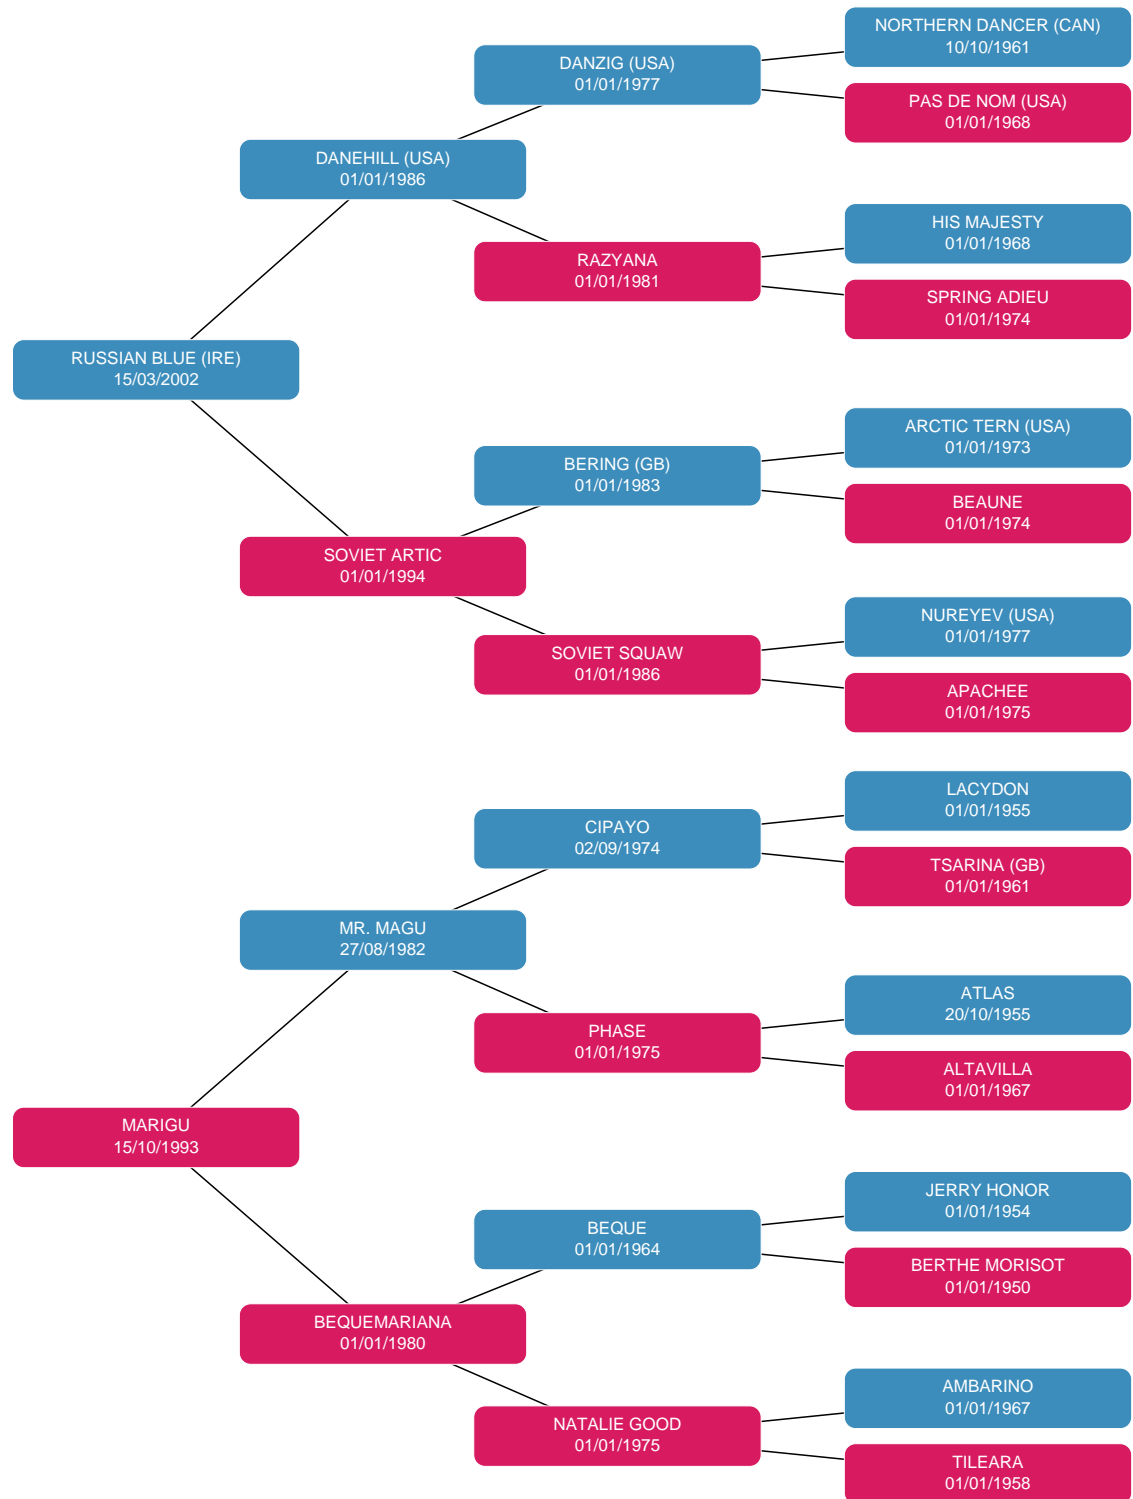 NORTHERN DANCER (CAN)
10/10/1961
DANZIG (USA)
01/01/1977
PAS DE NOM (USA)
01/01/1968
DANEHILL (USA)
01/01/1986
HIS MAJESTY
01/01/1968
RAZYANA
01/01/1981
SPRING ADIEU
01/01/1974
RUSSIAN BLUE (IRE)
15/03/2002
ARCTIC TERN (USA)
01/01/1973
BERING (GB)
01/01/1983
BEAUNE
01/01/1974
SOVIET ARTIC
01/01/1994
NUREYEV (USA)
01/01/1977
SOVIET SQUAW
01/01/1986
APACHEE
01/01/1975
LACYDON
01/01/1955
CIPAYO
02/09/1974
TSARINA (GB)
01/01/1961
MR. MAGU
27/08/1982
ATLAS
20/10/1955
PHASE
01/01/1975
ALTAVILLA
01/01/1967
MARIGU
15/10/1993
JERRY HONOR
01/01/1954
BEQUE
01/01/1964
BERTHE MORISOT
01/01/1950
BEQUEMARIANA
01/01/1980
AMBARINO
01/01/1967
NATALIE GOOD
01/01/1975
TILEARA
01/01/1958